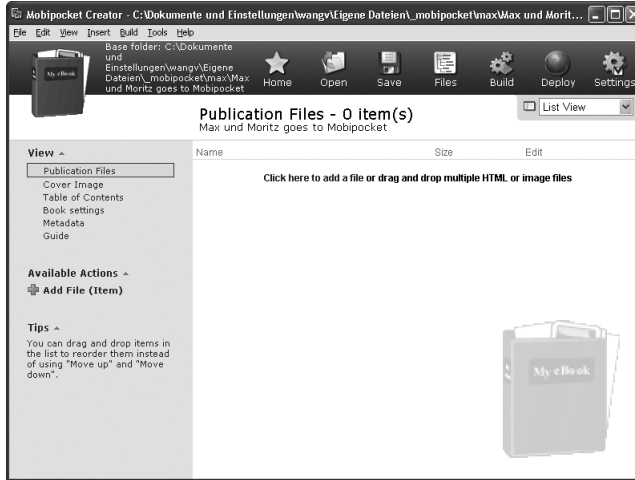 Mobipocket Creator - C:\Dokumente und Einstellungen\wangv\Eigene Dateien\_mobipocket\max\Max und Morit...
File Edit View Insert Build Tools Help
Base folder: C:\Dokumente
und
Einstellungen\wangv\Eigene
Dateien\_mobipocket\max\Max
und Moritz goes to Mobipocket
My eBook
Home Open Save Files Build Deploy Settings
Publication Files - 0 item(s)
Max und Moritz goes to Mobipocket
List View
View
Publication Files
Cover Image
Table of Contents
Book settings
Metadata
Guide
Available Actions
Add File (Item)
Tips
You can drag and drop items in
the list to reorder them instead
of using "Move up" and "Move
down".
Name Size Edit
Click here to add a file or drag and drop multiple HTML or image files
My eBook